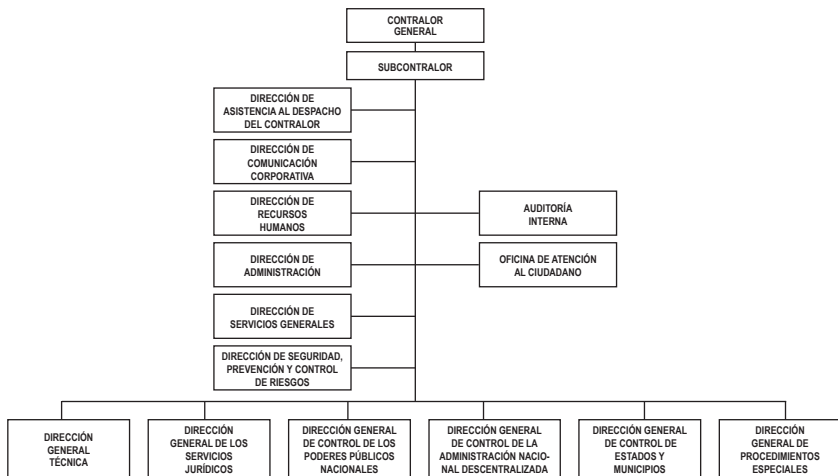 CONTRALOR
GENERAL
SUBCONTRALOR
DIRECCIÓN DE
ASISTENCIA AL DESPACHO
DEL CONTRALOR
DIRECCIÓN DE
COMUNICACIÓN
CORPORATIVA
DIRECCIÓN DE
RECURSOS
HUMANOS
AUDITORÍA
INTERNA
DIRECCIÓN DE
ADMINISTRACIÓN
OFICINA DE ATENCIÓN
AL CIUDADANO
DIRECCIÓN DE
SERVICIOS GENERALES
DIRECCIÓN DE SEGURIDAD,
PREVENCIÓN Y CONTROL
DE RIESGOS
DIRECCIÓN
GENERAL
TÉCNICA
DIRECCIÓN
GENERAL DE LOS
SERVICIOS
JURÍDICOS
DIRECCIÓN GENERAL
DE CONTROL DE LOS
PODERES PÚBLICOS
NACIONALES
DIRECCIÓN GENERAL
DE CONTROL DE LA
ADMINISTRACIÓN NACIO-
NAL DESCENTRALIZADA
DIRECCIÓN GENERAL
DE CONTROL DE
ESTADOS Y
MUNICIPIOS
DIRECCIÓN
GENERAL DE
PROCEDIMIENTOS
ESPECIALES